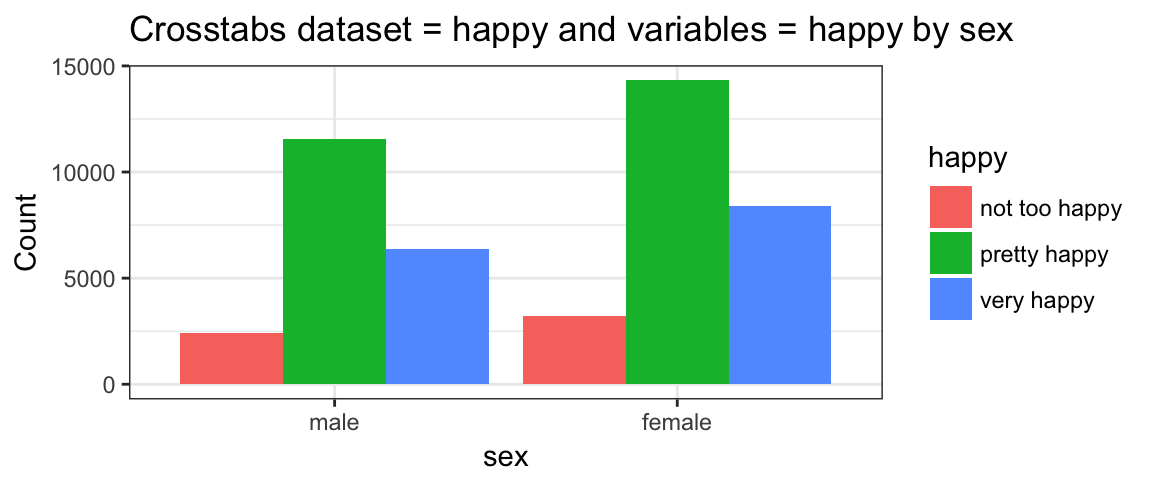 Crosstabs dataset = happy and variables = happy by sex
15000
10000
5000
0
Count
male
female
sex
happy
not too happy
pretty happy
very happy